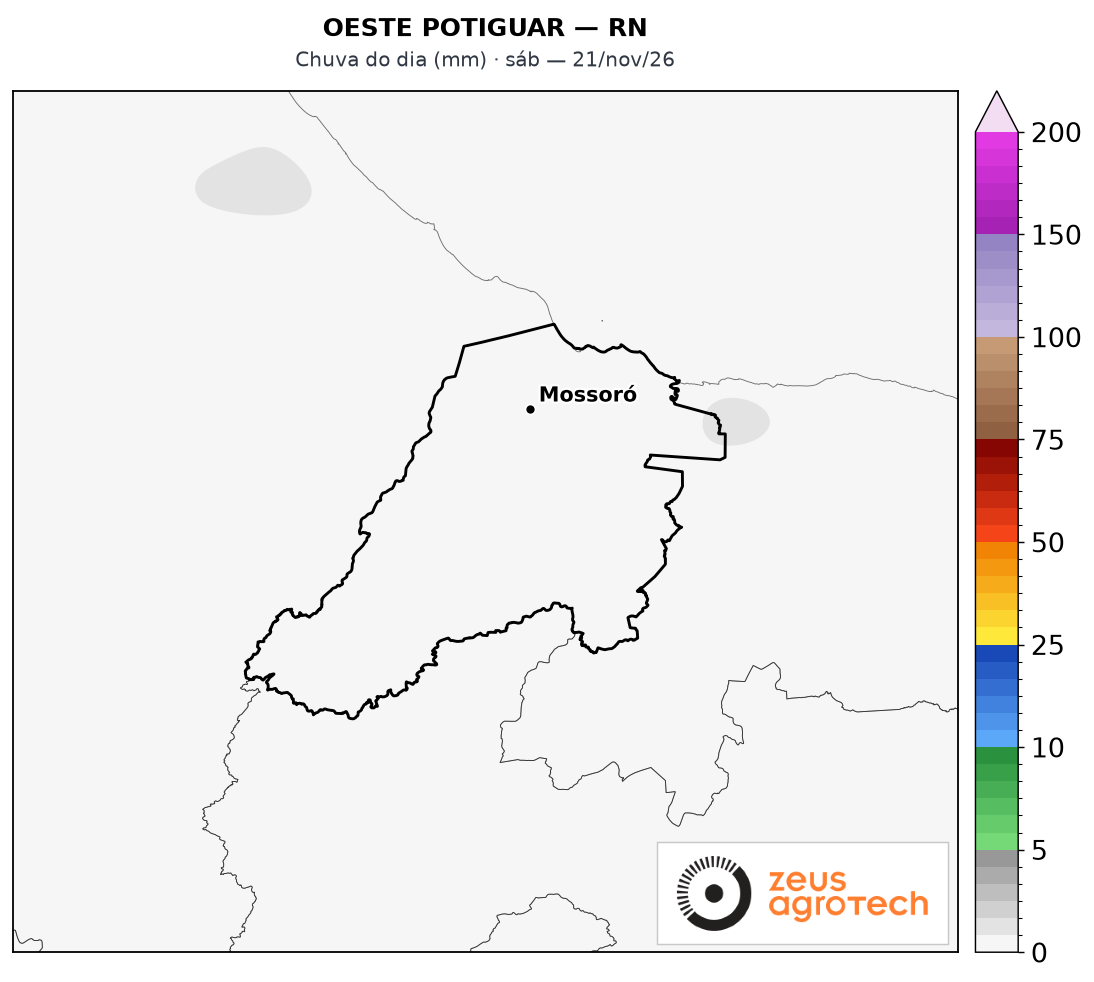 OESTE POTIGUAR — RN
Chuva do dia (mm) · sáb — 21/nov/26
Mossoró
200
150
100
75
50
25
10
5
0
zeus
agrotech